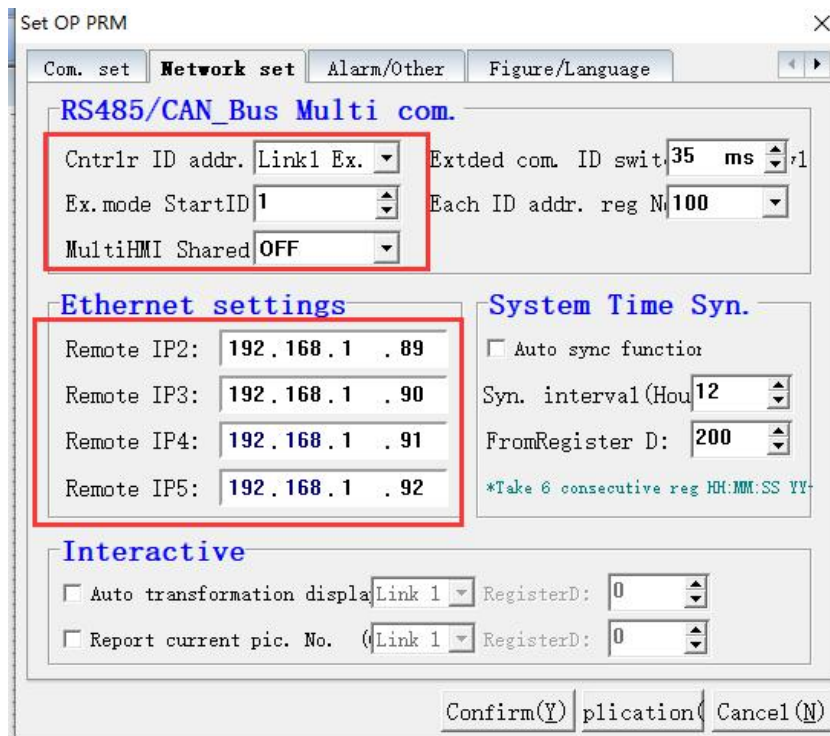 Set OP PRM
Com. set Network set Alarm/Other Figure/Language
RS485/CAN_Bus Multi com.
Cntrlr ID addr. Link1 Ex. Extded com. ID swit 35 ms
Ex.mode StartID 1 Each ID addr. reg N 100
MultiHMI Shared OFF
Ethernet settings
Remote IP2: 192.168.1.89
Remote IP3: 192.168.1.90
Remote IP4: 192.168.1.91
Remote IP5: 192.168.1.92
System Time Syn.
Auto sync function
Syn. interval(Hou 12
FromRegister D: 200
*Take 6 consecutive reg HH:MM:SS YY-
Interactive
Auto transformation displa Link 1 RegisterD: 0
Report current pic. No. ( Link 1 RegisterD: 0
Confirm(Y) plication( Cancel(N)